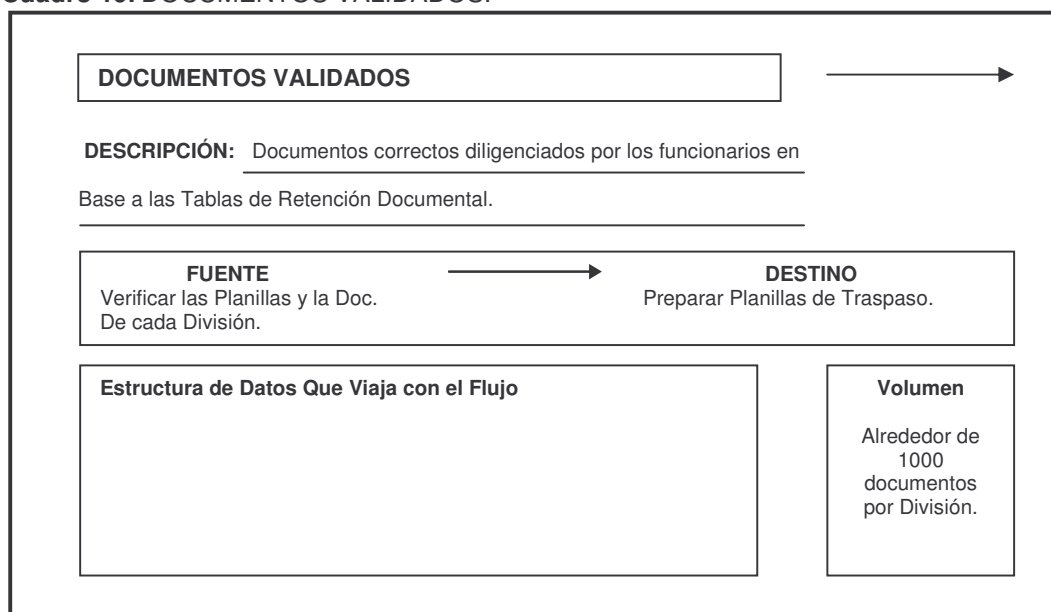 DOCUMENTOS VALIDADOS.
DOCUMENTOS VALIDADOS
DESCRIPCIÓN: Documentos correctos diligenciados por los funcionarios en
Base a las Tablas de Retención Documental.
FUENTE
Verificar las Planillas y la Doc.
De cada División.
DESTINO
Preparar Planillas de Traspaso.
Estructura de Datos Que Viaja con el Flujo
Volumen
Alrededor de
1000
documentos
por División.